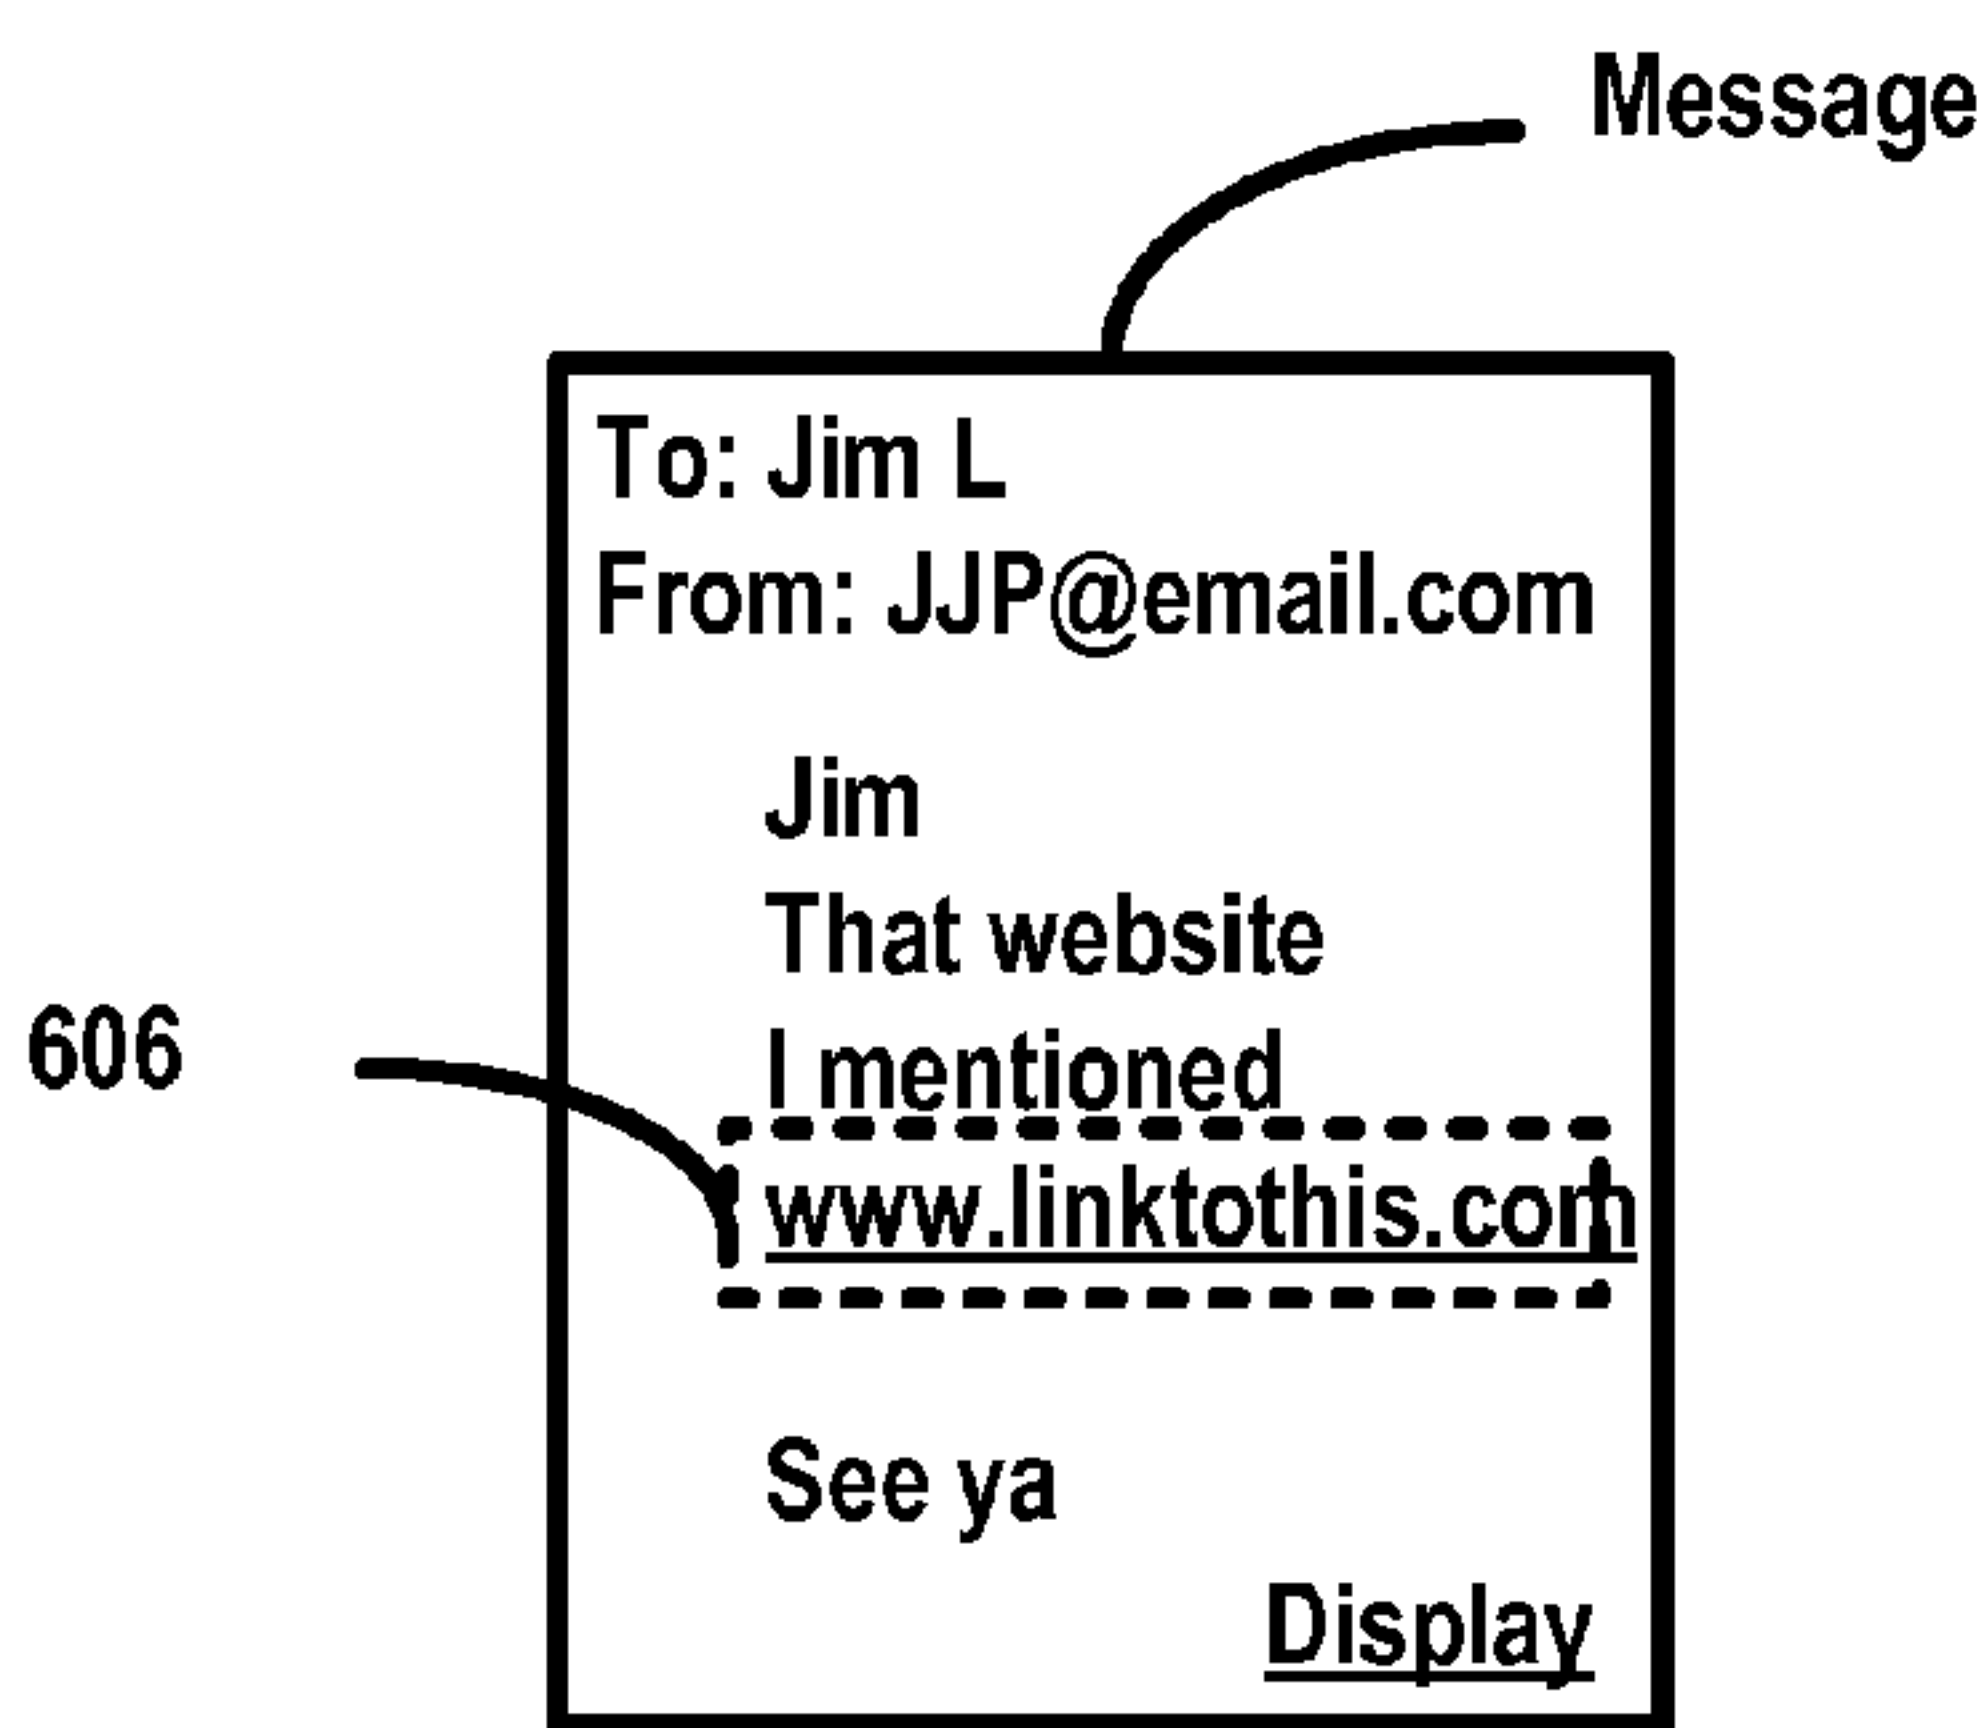 Message
To: Jim L
From: JJP@email.com
Jim
That website
I mentioned
606
www.linktothis.com
See ya
Display